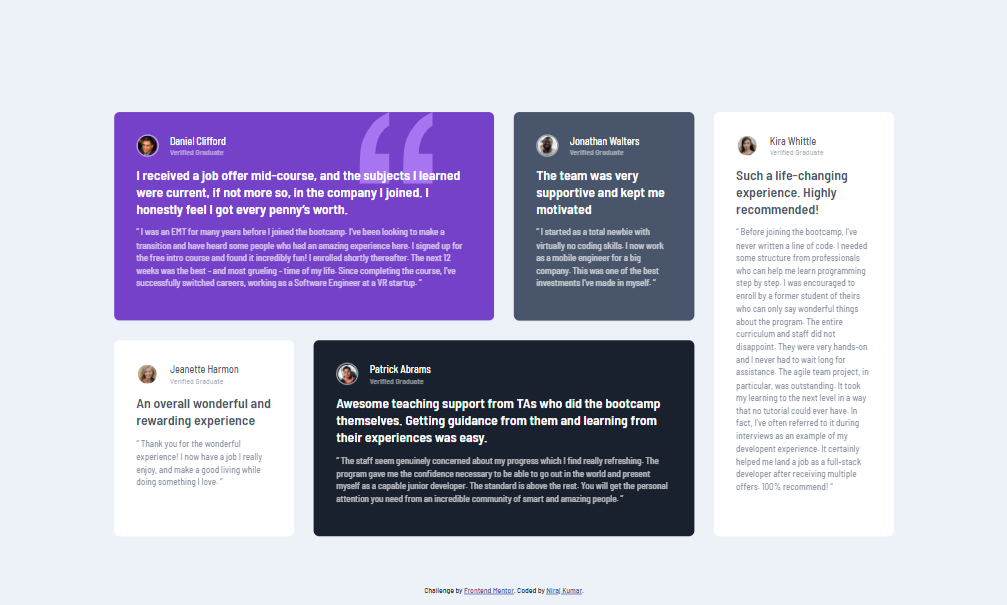 Daniel Clifford
Verified Graduate
I received a job offer mid-course, and the subjects I learned
were current, if not more so, in the company I joined. I
honestly feel I got every penny's worth.
“ I was an EMT for many years before I joined the bootcamp. I've been looking to make a
transition and have heard some people who had an amazing experience here. I signed up for
the free intro course and found it incredibly fun! I enrolled shortly thereafter. The next 12
weeks was the best - and most grueling - time of my life. Since completing the course, I've
successfully switched careers, working as a Software Engineer at a VR startup. ”
Jonathan Walters
Verified Graduate
The team was very
supportive and kept me
motivated
“ I started as a total newbie with
virtually no coding skills. I now work
as a mobile engineer for a big
company. This was one of the best
investments I've made in myself. ”
Kira Whittle
Verified Graduate
Such a life-changing
experience. Highly
recommended!
“ Before joining the bootcamp, I've
never written a line of code. I needed
some structure from professionals
who can help me learn programming
step by step. I was encouraged to
enroll by a former student of theirs
who can only say wonderful things
about the program. The entire
curriculum and staff did not
disappoint. They were very hands-on
and I never had to wait long for
assistance. The agile team project, in
particular, was outstanding. It took
my learning to the next level in a way
that no tutorial could ever have. In
fact, I've often referred to it during
interviews as an example of my
developent experience. It certainly
helped me land a job as a full-stack
developer after receiving multiple
offers. 100% recommend! ”
Jeanette Harmon
Verified Graduate
An overall wonderful and
rewarding experience
“ Thank you for the wonderful
experience! I now have a job I really
enjoy, and make a good living while
doing something I love. ”
Patrick Abrams
Verified Graduate
Awesome teaching support from TAs who did the bootcamp
themselves. Getting guidance from them and learning from
their experiences was easy.
“ The staff seem genuinely concerned about my progress which I find really refreshing. The
program gave me the confidence necessary to be able to go out in the world and present
myself as a capable junior developer. The standard is above the rest. You will get the personal
attention you need from an incredible community of smart and amazing people. ”
Challenge by Frontend Mentor. Coded by Niraj Kumar.